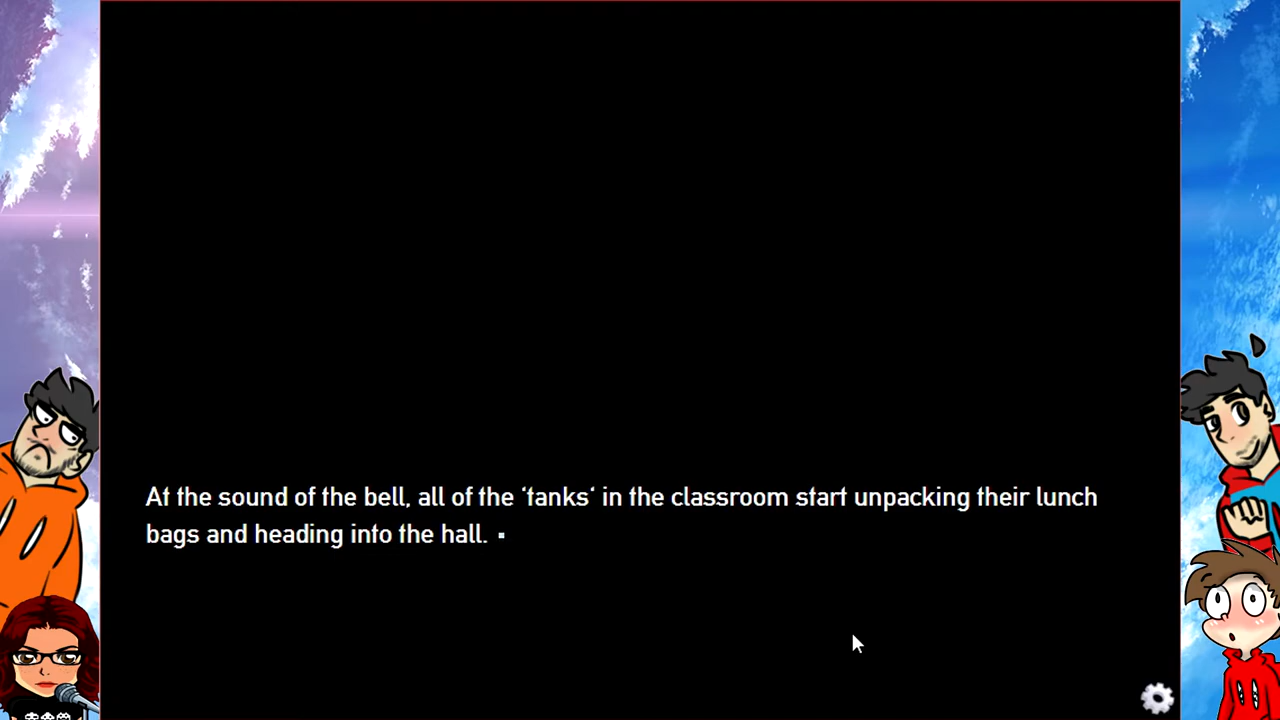 At the sound of the bell, all of the ‘tanks‘ in the classroom start unpacking their lunch
bags and heading into the hall.